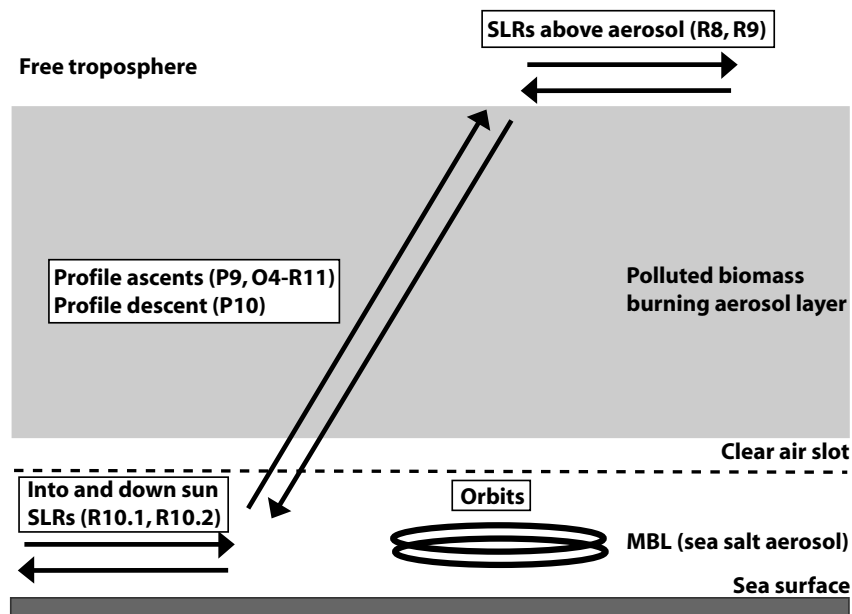 SLRs above aerosol (R8, R9)
Free troposphere
Profile ascents (P9, O4-R11)
Profile descent (P10)
Polluted biomass
burning aerosol layer
Clear air slot
Into and down sun
SLRs (R10.1, R10.2)
Orbits
MBL (sea salt aerosol)
Sea surface